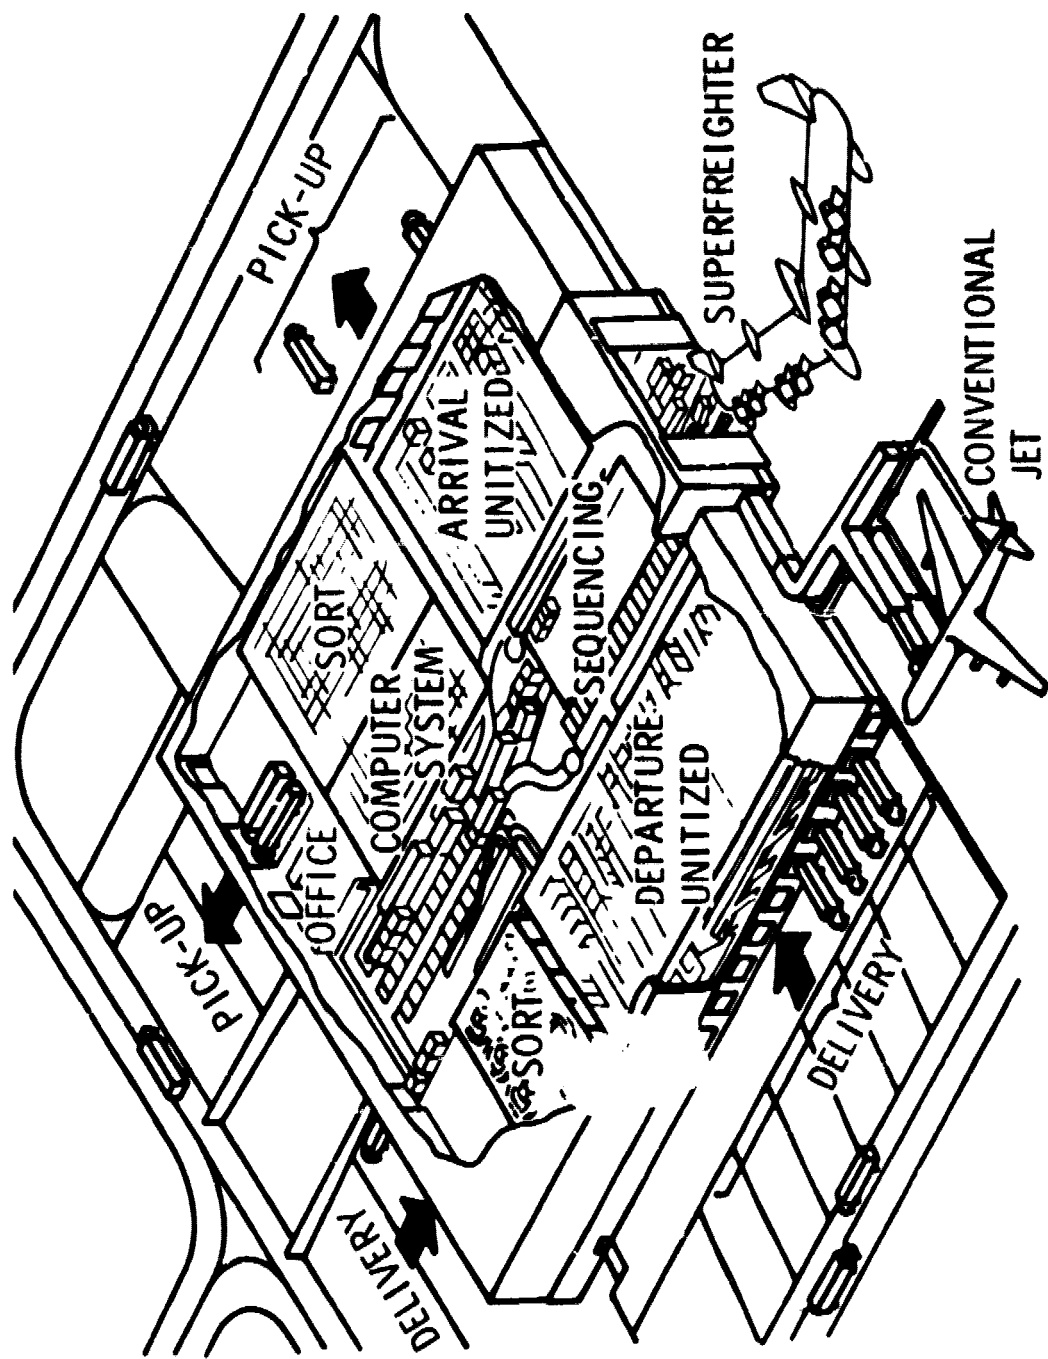 PICK-UP
SUPERFREIGHTER
ARRIVAL
UNITIZED
CONVENTIONAL
JET
SORT
SEQUENCING
COMPUTER
SYSTEM
OFFICE
DEPARTURE
UNITIZED
PICK-UP
SORT
DELIVERY
DELIVERY